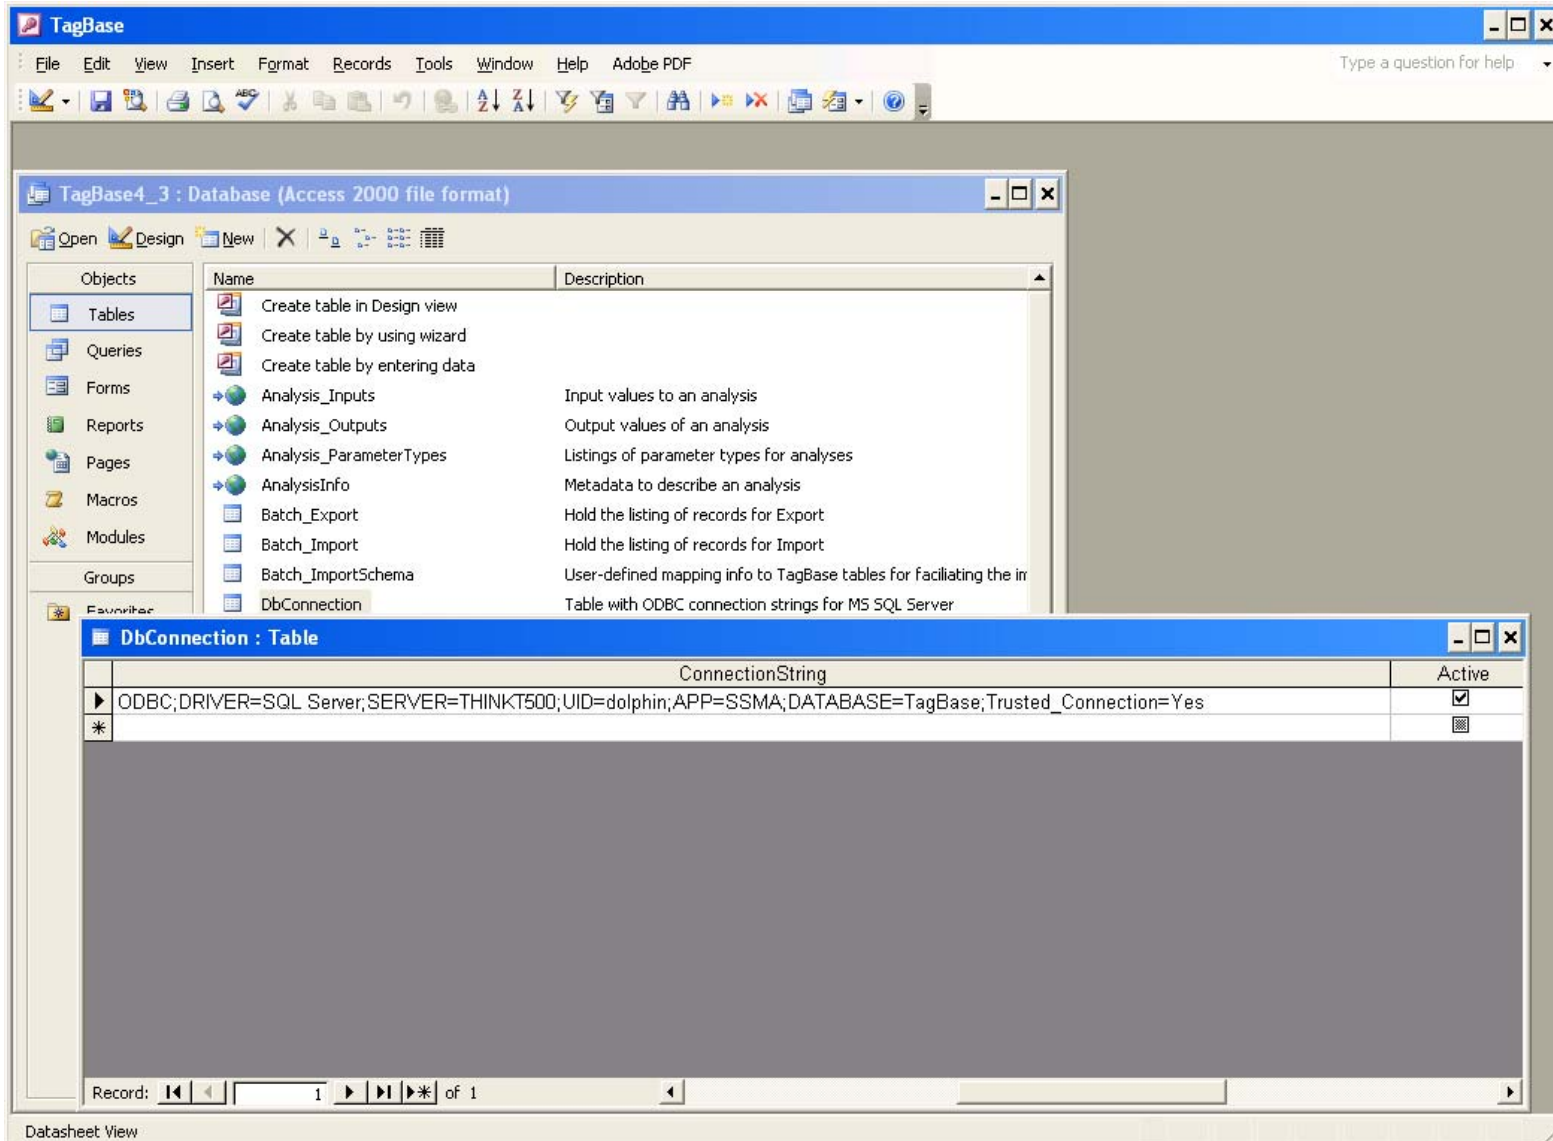 TagBase
File Edit View Insert Format Records Tools Window Help Adobe PDF Type a question for help
TagBase4_3 : Database (Access 2000 file format)
Open Design New
Objects Name Description
Tables Create table in Design view
Create table by using wizard
Queries Create table by entering data
Forms Analysis_Inputs Input values to an analysis
Reports Analysis_Outputs Output values of an analysis
Pages Analysis_ParameterTypes Listings of parameter types for analyses
AnalysisInfo Metadata to describe an analysis
Macros Batch_Export Hold the listing of records for Export
Modules Batch_Import Hold the listing of records for Import
Groups Batch_ImportSchema User-defined mapping info to TagBase tables for faciliating the im
Favorites DbConnection Table with ODBC connection strings for MS SQL Server
DbConnection : Table
ConnectionString Active
ODBC;DRIVER=SQL Server;SERVER=THINKT500;UID=dolphin;APP=SSMA;DATABASE=TagBase;Trusted_Connection=Yes
Record: 1 of 1
Datasheet View